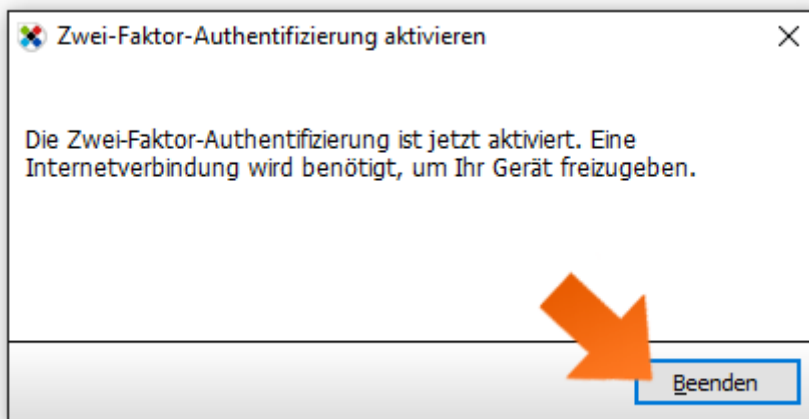 Zwei-Faktor-Authentifizierung aktivieren
Die Zwei-Faktor-Authentifizierung ist jetzt aktiviert. Eine
Internetverbindung wird benötigt, um Ihr Gerät freizugeben.
Beenden